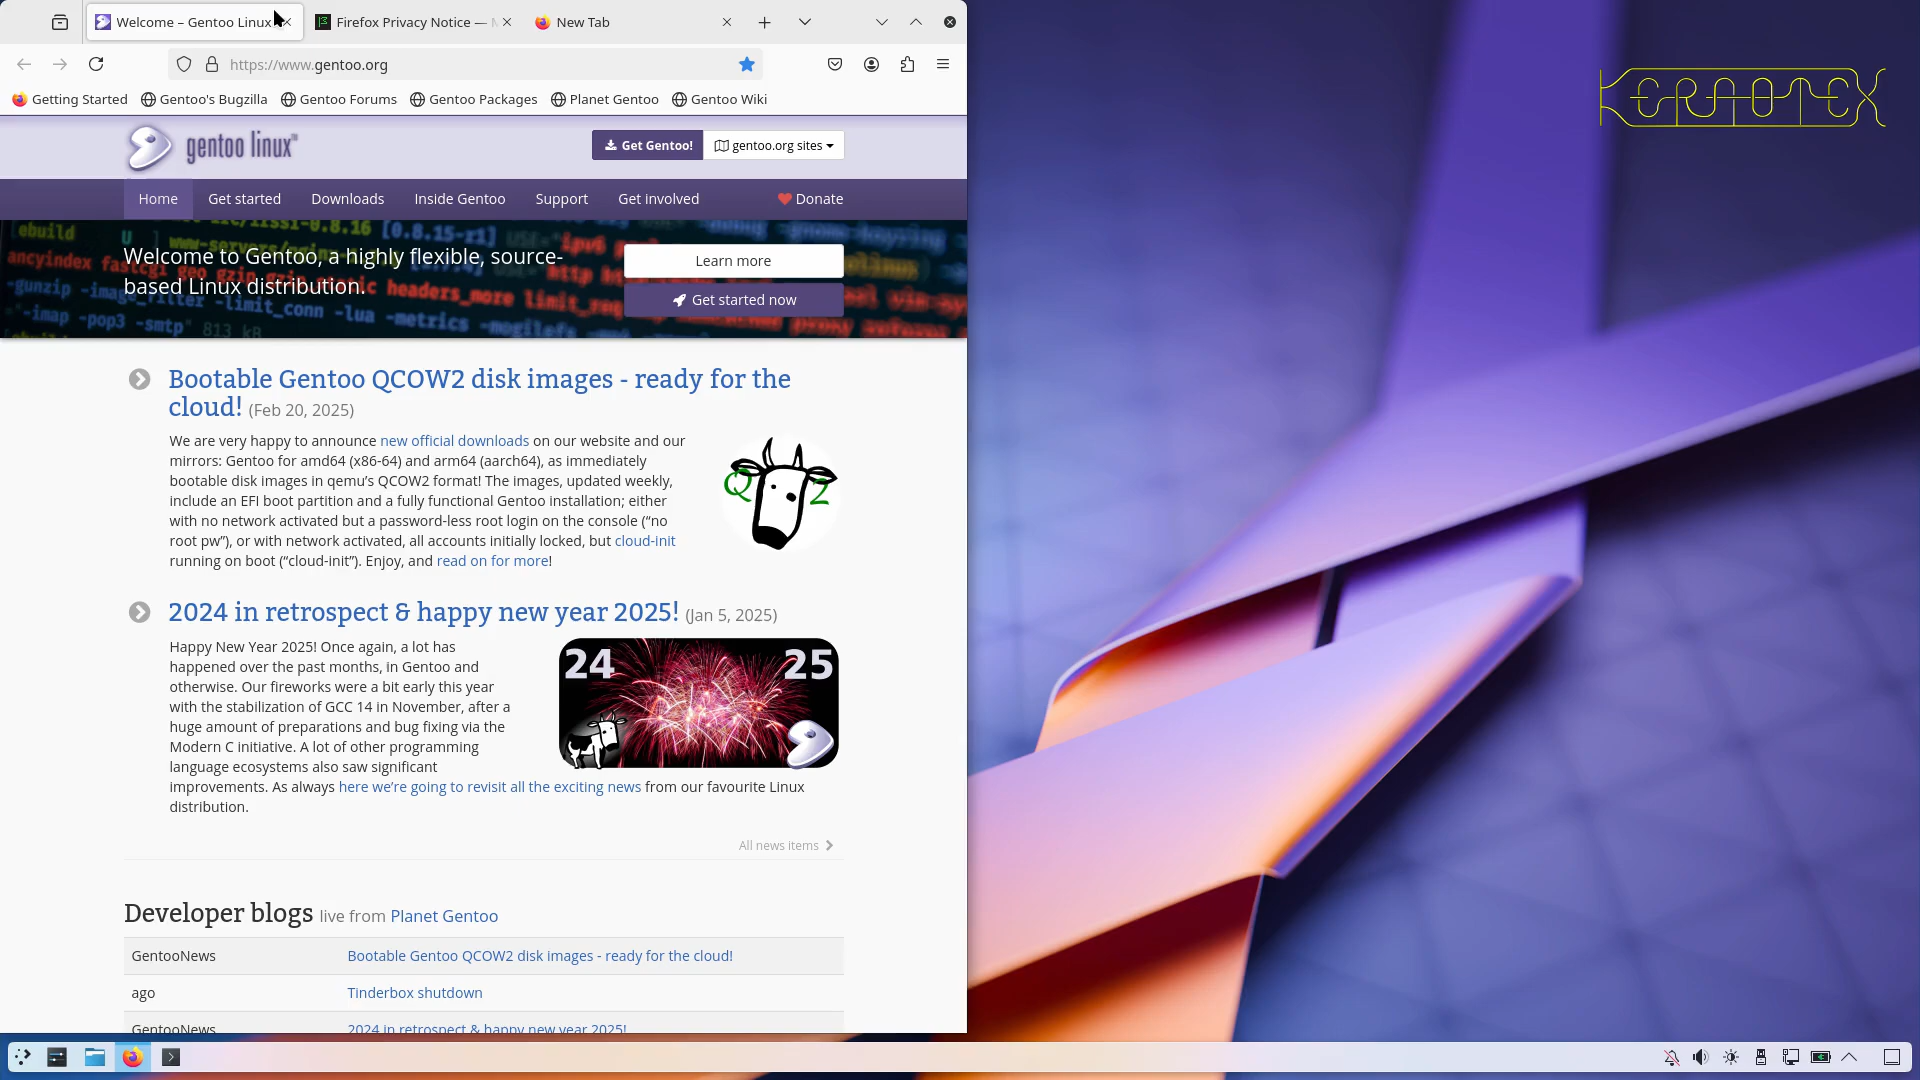 Welcome – Gentoo Linux
Firefox Privacy Notice —
New Tab
https://www.gentoo.org
Getting Started
Gentoo's Bugzilla
Gentoo Forums
Gentoo Packages
Planet Gentoo
Gentoo Wiki
gentoo linux™
Get Gentoo!
gentoo.org sites
Home
Get started
Downloads
Inside Gentoo
Support
Get involved
Donate
Welcome to Gentoo, a highly flexible, source-
based Linux distribution.
Learn more
Get started now
Bootable Gentoo QCOW2 disk images - ready for the
cloud! (Feb 20, 2025)
We are very happy to announce new official downloads on our website and our
mirrors: Gentoo for amd64 (x86-64) and arm64 (aarch64), as immediately
bootable disk images in qemu’s QCOW2 format! The images, updated weekly,
include an EFI boot partition and a fully functional Gentoo installation; either
with no network activated but a password-less root login on the console (“no
root pw”), or with network activated, all accounts initially locked, but cloud-init
running on boot (“cloud-init”). Enjoy, and read on for more!
Q 2
2024 in retrospect & happy new year 2025! (Jan 5, 2025)
Happy New Year 2025! Once again, a lot has
happened over the past months, in Gentoo and
otherwise. Our fireworks were a bit early this year
with the stabilization of GCC 14 in November, after a
huge amount of preparations and bug fixing via the
Modern C initiative. A lot of other programming
language ecosystems also saw significant
improvements. As always here we’re going to revisit all the exciting news from our favourite Linux
distribution.
24 25
All news items
Developer blogs live from Planet Gentoo
GentooNews Bootable Gentoo QCOW2 disk images - ready for the cloud!
ago Tinderbox shutdown
GentooNews 2024 in retrospect & happy new year 2025!